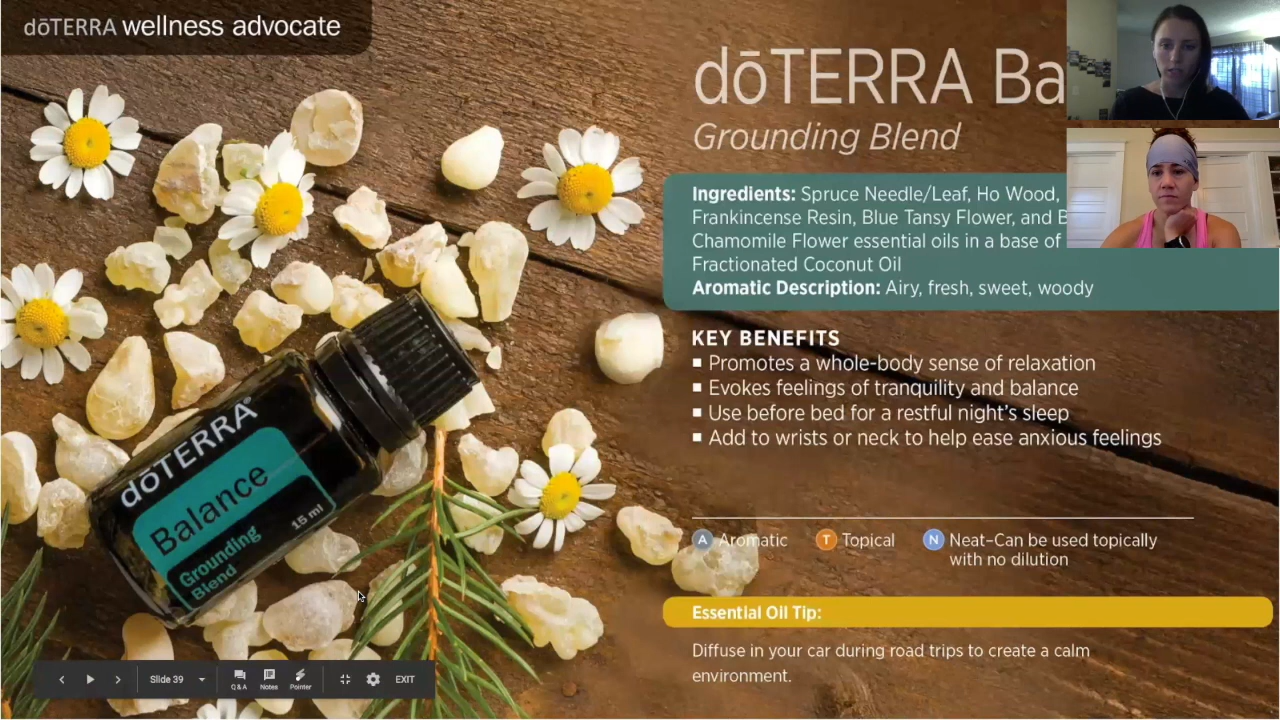 dōTERRA wellness advocate
dōTERRA Ba
Grounding Blend
Ingredients: Spruce Needle/Leaf, Ho Wood,
Frankincense Resin, Blue Tansy Flower, and B
Chamomile Flower essential oils in a base of
Fractionated Coconut Oil
Aromatic Description: Airy, fresh, sweet, woody
KEY BENEFITS
Promotes a whole-body sense of relaxation
Evokes feelings of tranquility and balance
Use before bed for a restful night's sleep
Add to wrists or neck to help ease anxious feelings
A Aromatic T Topical N Neat–Can be used topically
with no dilution
Essential Oil Tip:
Diffuse in your car during road trips to create a calm
environment.
dōTERRA®
Balance
Grounding
Blend
15 ml
Slide 39
Q & A Notes Pointer
EXIT